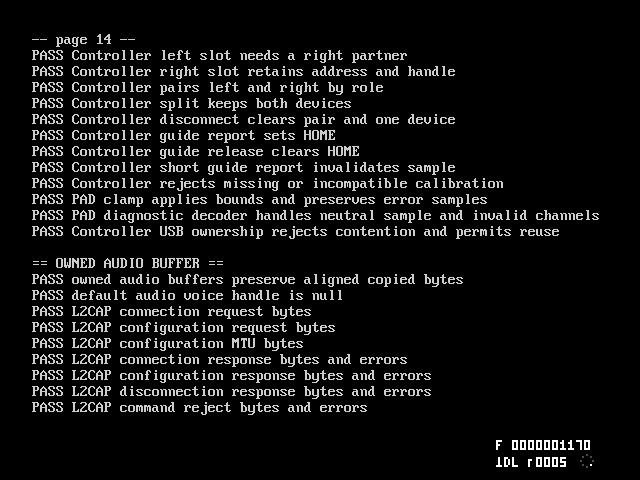 -- page 14 --
PASS Controller left slot needs a right partner
PASS Controller right slot retains address and handle
PASS Controller pairs left and right by role
PASS Controller split keeps both devices
PASS Controller disconnect clears pair and one device
PASS Controller guide report sets HOME
PASS Controller guide release clears HOME
PASS Controller short guide report invalidates sample
PASS Controller rejects missing or incompatible calibration
PASS PAD clamp applies bounds and preserves error samples
PASS PAD diagnostic decoder handles neutral sample and invalid channels
PASS Controller USB ownership rejects contention and permits reuse
== OWNED AUDIO BUFFER ==
PASS owned audio buffers preserve aligned copied bytes
PASS default audio voice handle is null
PASS L2CAP connection request bytes
PASS L2CAP configuration request bytes
PASS L2CAP configuration MTU bytes
PASS L2CAP connection response bytes and errors
PASS L2CAP configuration response bytes and errors
PASS L2CAP disconnection response bytes and errors
PASS L2CAP command reject bytes and errors
F 0000001170
IDL r0005